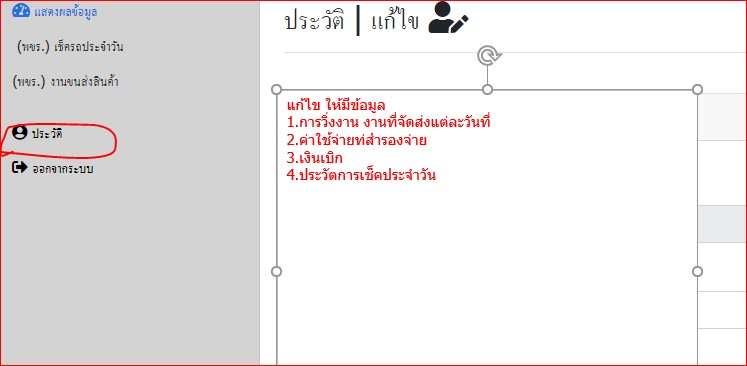 แสดงผลข้อมูล
(พขร.) เช็ครถประจำวัน
(พขร.) งานขนส่งสินค้า
ประวัติ
ออกจากระบบ
ประวัติ | แก้ไข
แก้ไข ให้มีข้อมูล
1.การวิ่งงาน งานที่จัดส่งแต่ละวันที่
2.ค่าใช้จ่ายท่สำรองจ่าย
3.เงินเบิก
4.ประวัตการเช็คประจำวัน